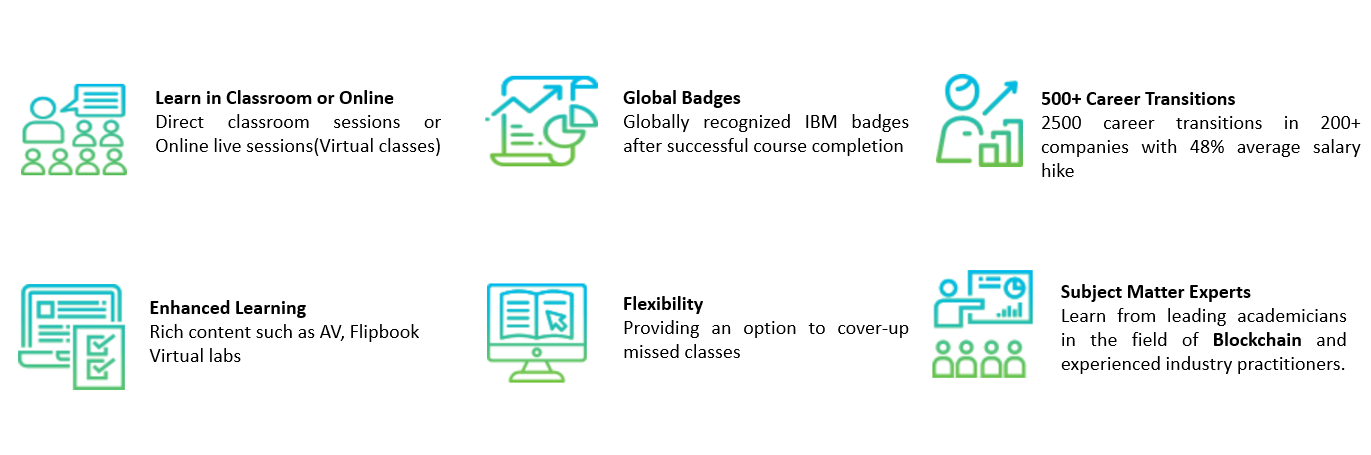 Learn in Classroom or Online
Direct classroom sessions or
Online live sessions(Virtual classes)
Global Badges
Globally recognized IBM badges
after successful course completion
500+ Career Transitions
2500 career transitions in 200+
companies with 48% average salary
hike
Enhanced Learning
Rich content such as AV, Flipbook
Virtual labs
Flexibility
Providing an option to cover-up
missed classes
Subject Matter Experts
Learn from leading academicians
in the field of Blockchain and
experienced industry practitioners.